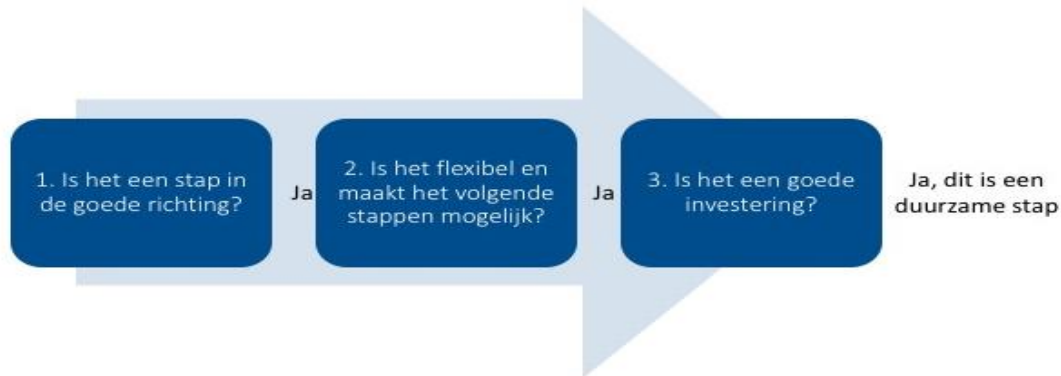 1. Is het een stap in
de goede richting?
Ja
2. Is het flexibel en
maakt het volgende
stappen mogelijk?
Ja
3. Is het een goede
investering?
Ja, dit is een
duurzame stap